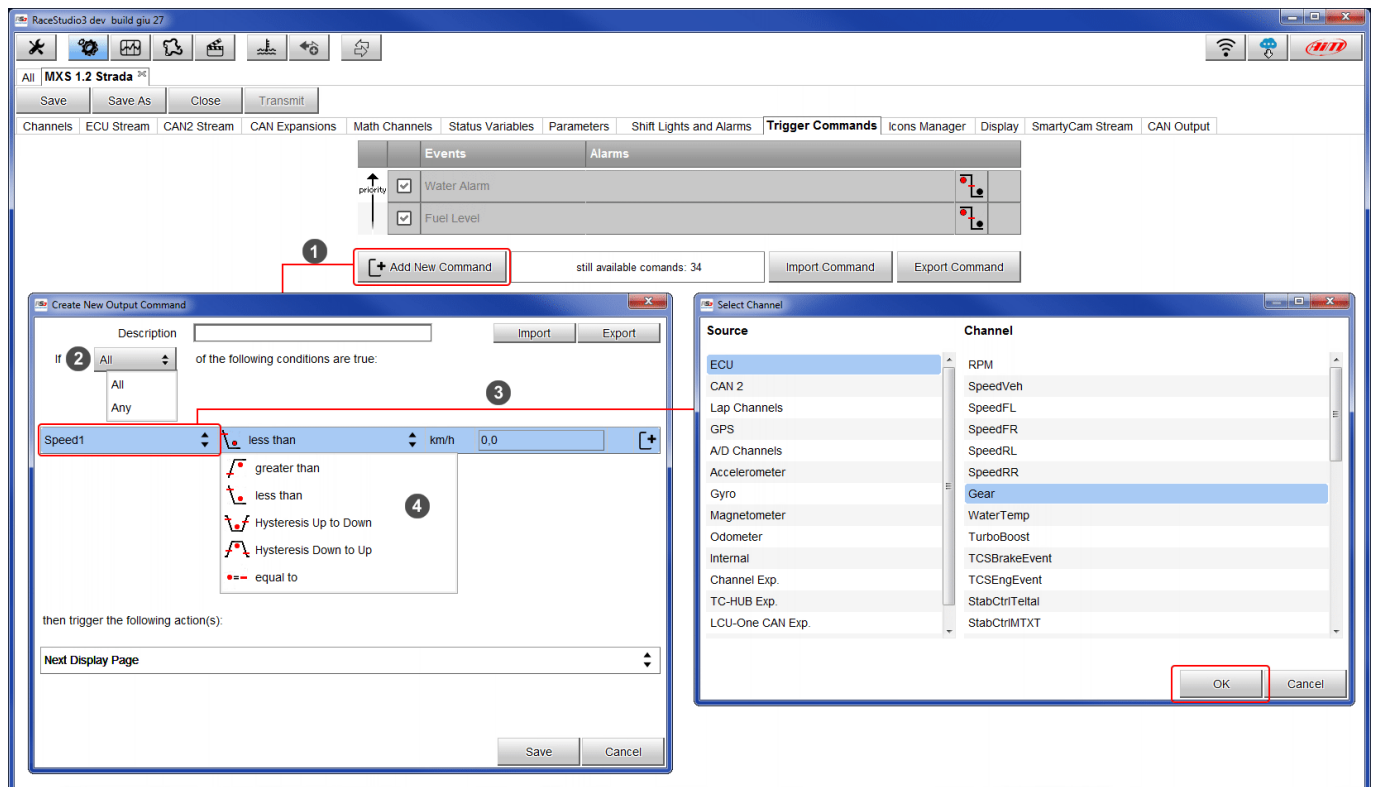 RaceStudio3 dev build giu 27
AiM
All MXS 1.2 Strada
Save Save As Close Transmit
Channels ECU Stream CAN2 Stream CAN Expansions Math Channels Status Variables Parameters Shift Lights and Alarms Trigger Commands Icons Manager Display SmartyCam Stream CAN Output
Events Alarms
priority Water Alarm
Fuel Level
1
Add New Command still available comands: 34 Import Command Export Command
Create New Output Command
Description Import Export
If 2 All of the following conditions are true:
All
Any
3
Speed1 less than km/h 0,0
greater than
less than
4
Hysteresis Up to Down
Hysteresis Down to Up
equal to
then trigger the following action(s):
Next Display Page
Save Cancel
Select Channel
Source Channel
ECU RPM
CAN 2 SpeedVeh
Lap Channels SpeedFL
GPS SpeedFR
A/D Channels SpeedRL
Accelerometer SpeedRR
Gyro Gear
Magnetometer WaterTemp
Odometer TurboBoost
Internal TCSBrakeEvent
Channel Exp. TCSEngEvent
TC-HUB Exp. StabCtrlTeltal
LCU-One CAN Exp. StabCtrlMTXT
OK Cancel